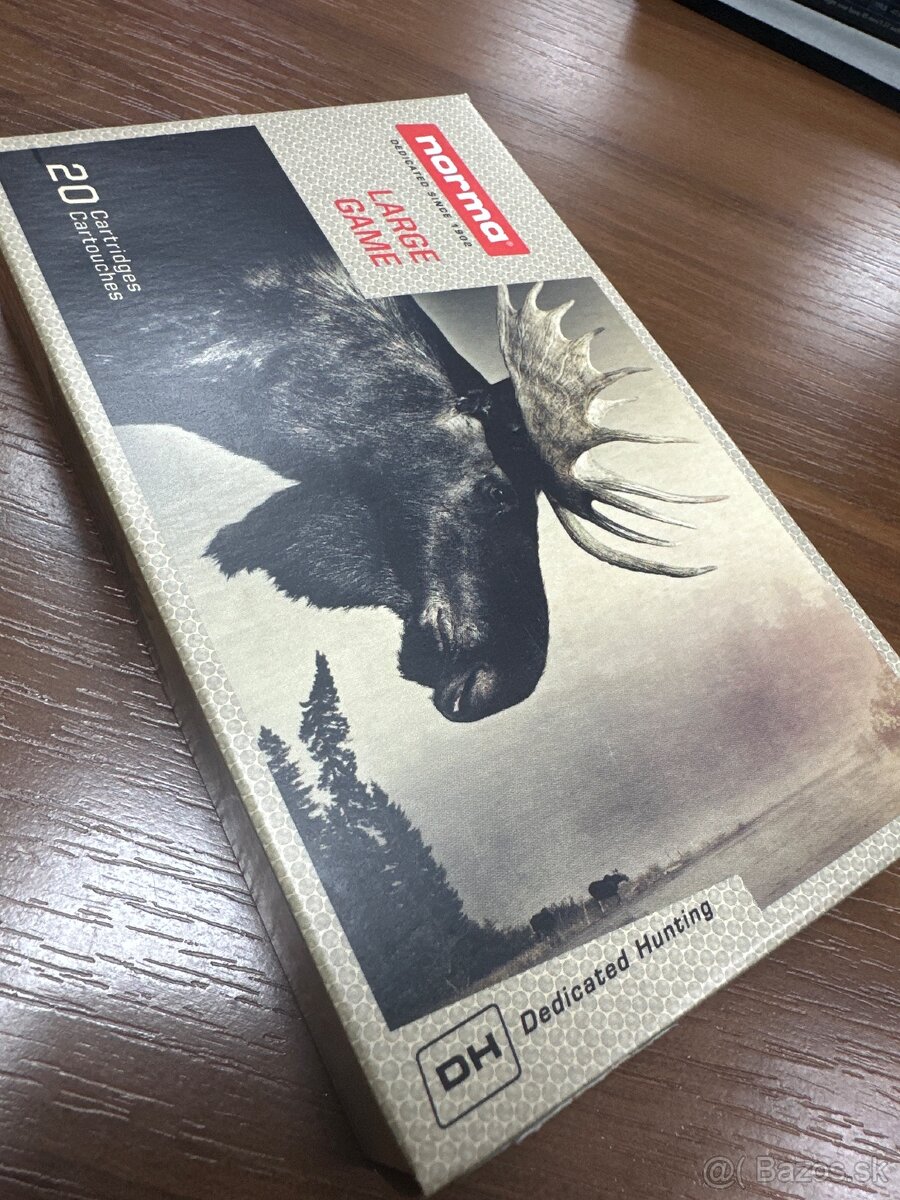 norma®
DEDICATED SINCE 1902
LARGE
GAME
20 Cartridges
Cartouches
DH Dedicated Hunting
@( Bazos.sk